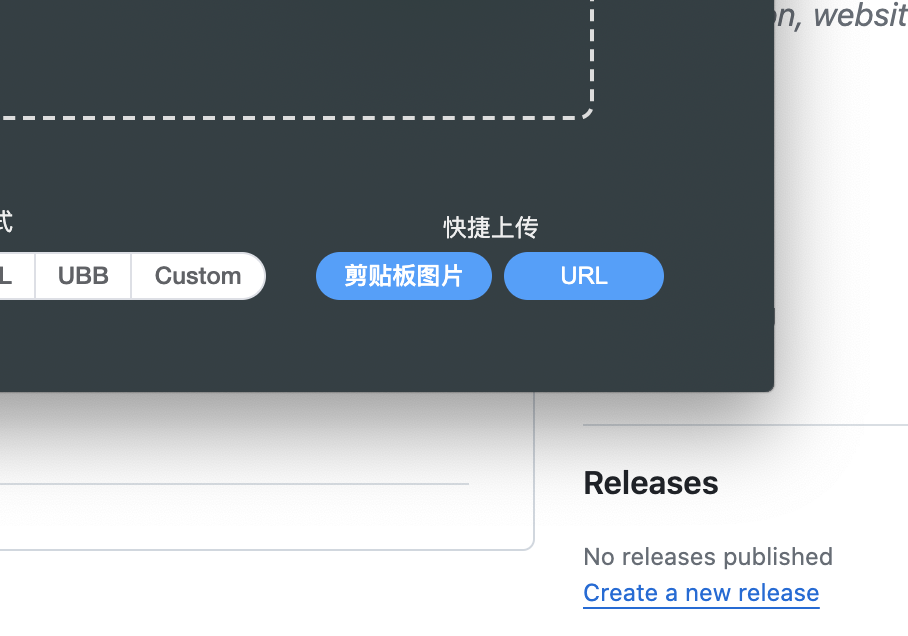 on, websit
式
快捷上传
L
UBB
Custom
剪贴板图片
URL
Releases
No releases published
Create a new release